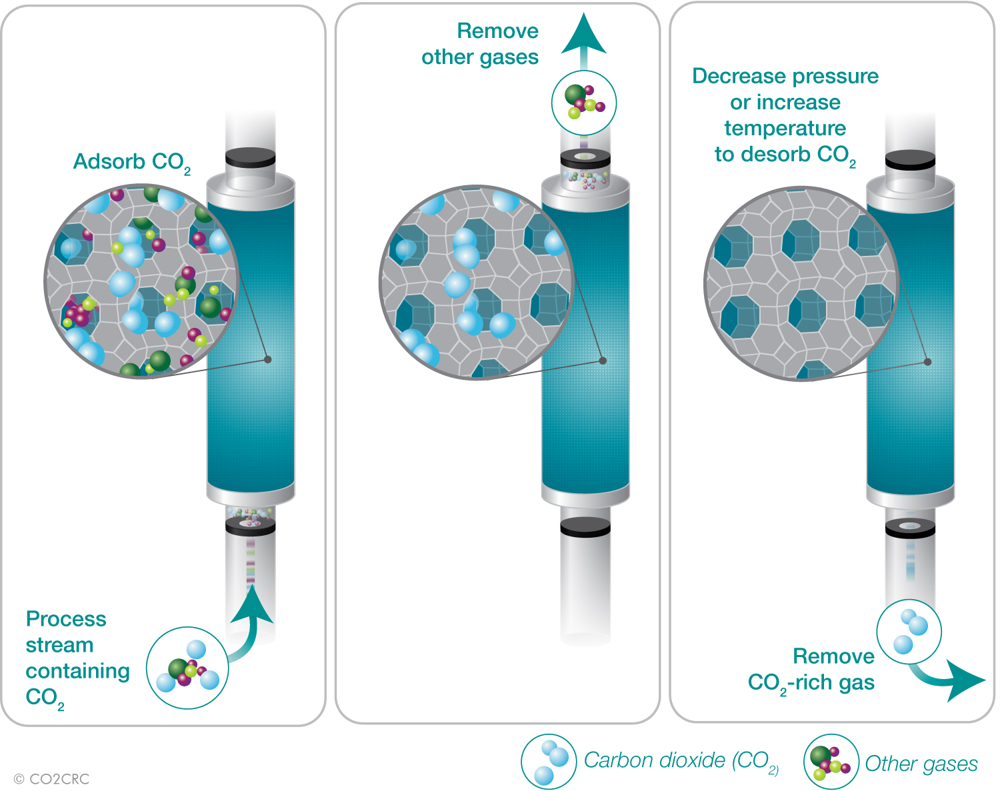 Adsorb CO₂
Process
stream
containing
CO₂
Remove
other gases
Decrease pressure
or increase
temperature
to desorb CO₂
Remove
CO₂-rich gas
Carbon dioxide (CO₂)
Other gases
© CO2CRC